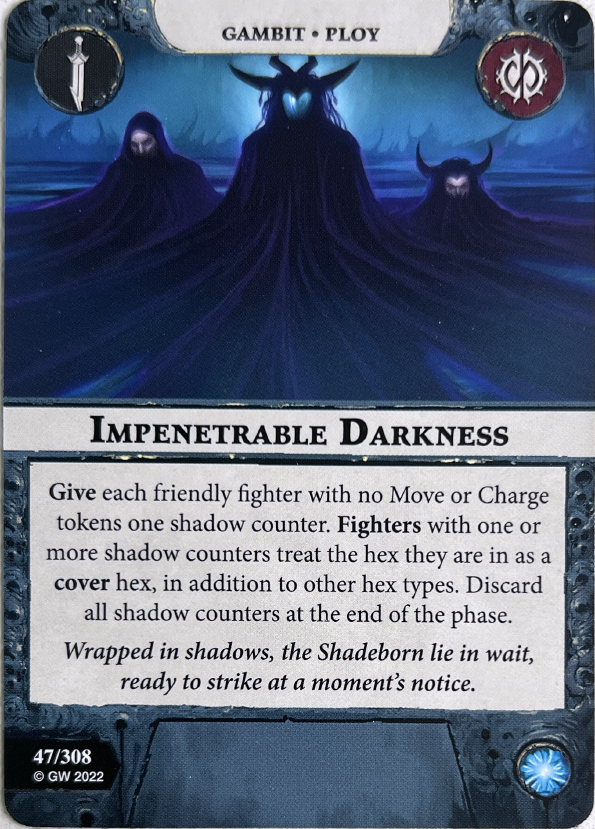 GAMBIT • PLOY
IMPENETRABLE DARKNESS
Give each friendly fighter with no Move or Charge
tokens one shadow counter. Fighters with one or
more shadow counters treat the hex they are in as a
cover hex, in addition to other hex types. Discard
all shadow counters at the end of the phase.
Wrapped in shadows, the Shadeborn lie in wait,
ready to strike at a moment's notice.
47/308
© GW 2022